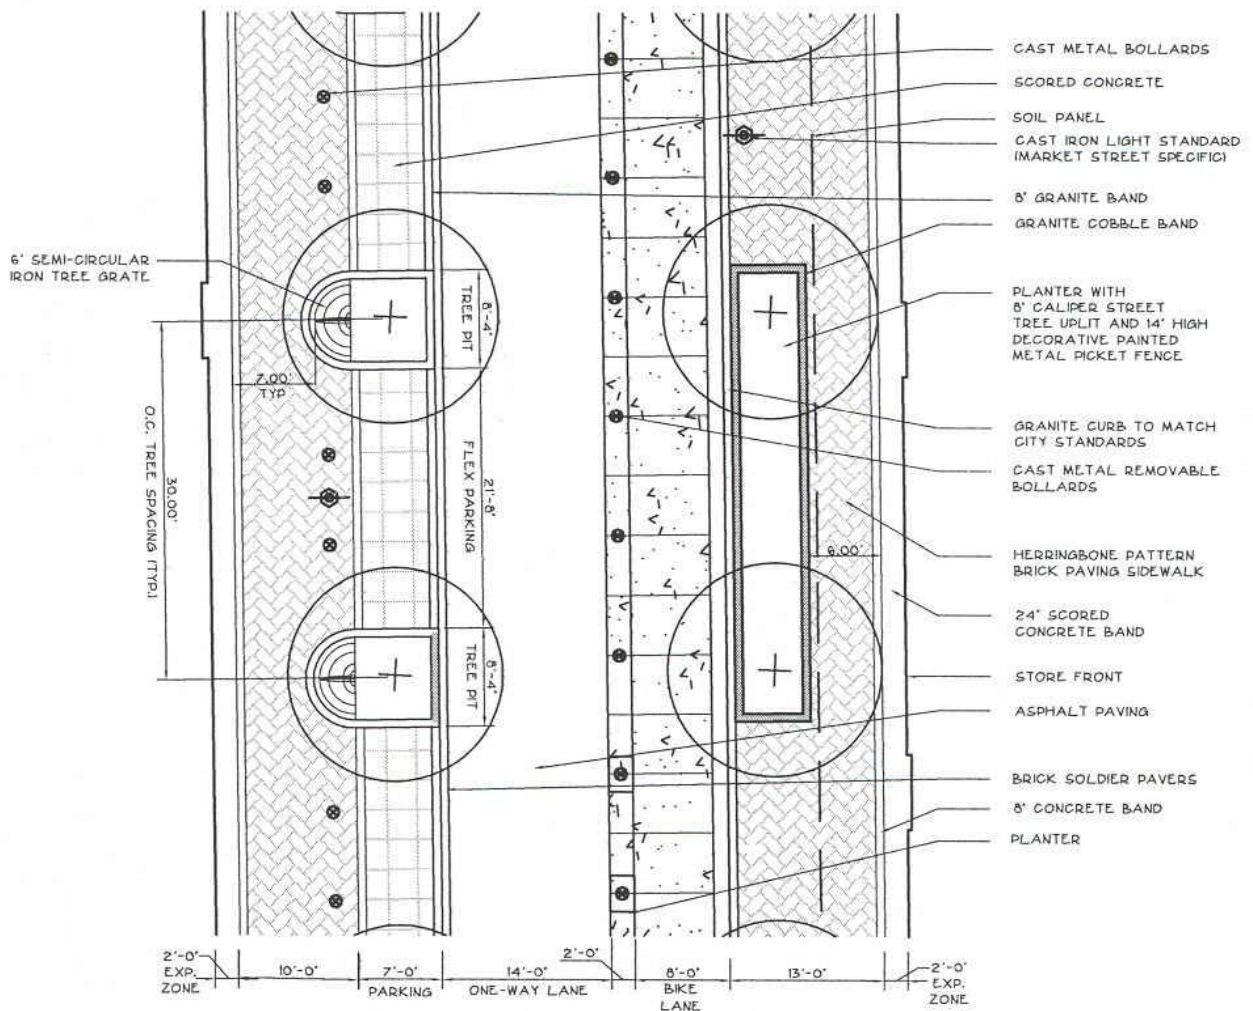 CAST METAL BOLLARDS
SCORED CONCRETE
SOIL PANEL
CAST IRON LIGHT STANDARD
(MARKET STREET SPECIFIC)
8" GRANITE BAND
GRANITE COBBLE BAND
6' SEMI-CIRCULAR
IRON TREE GRATE
PLANTER WITH
8" CALIPER STREET
TREE UPLIT AND 14" HIGH
DECORATIVE PAINTED
METAL PICKET FENCE
8'-4"
TREE PIT
7.00'
TYP
O.C. TREE SPACING (TYP.)
30.00'
FLEX PARKING
21'-8"
GRANITE CURB TO MATCH
CITY STANDARDS
CAST METAL REMOVABLE
BOLLARDS
6.00'
HERRINGBONE PATTERN
BRICK PAVING SIDEWALK
24" SCORED
CONCRETE BAND
8'-4"
TREE PIT
STORE FRONT
ASPHALT PAVING
BRICK SOLDIER PAVERS
8" CONCRETE BAND
PLANTER
2'-0"
EXP.
ZONE
10'-0"
7'-0"
PARKING
14'-0"
ONE-WAY LANE
2'-0"
8'-0"
BIKE
LANE
13'-0"
2'-0"
EXP.
ZONE